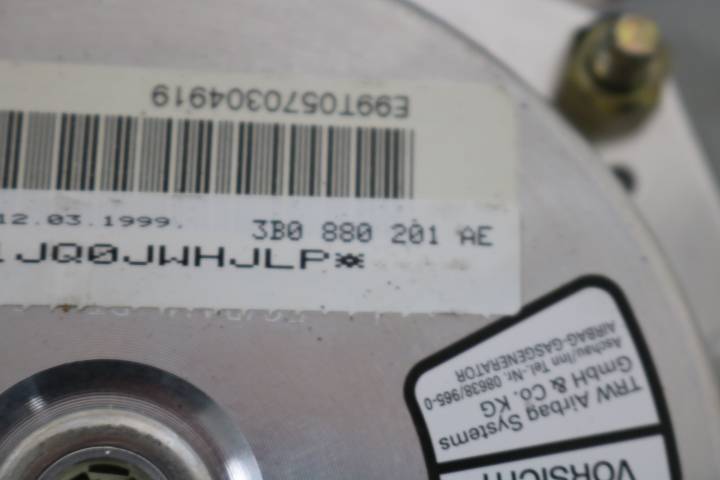 E99T0570304919
12.03.1999. 3B0 880 201 AE
JQ0JWHJLP*
VORSICHT
TRW Airbag Systems
GmbH & Co. KG
Aschau/Inn Tel.-Nr. 08638/965-0
AIRBAG-GASGENERATOR